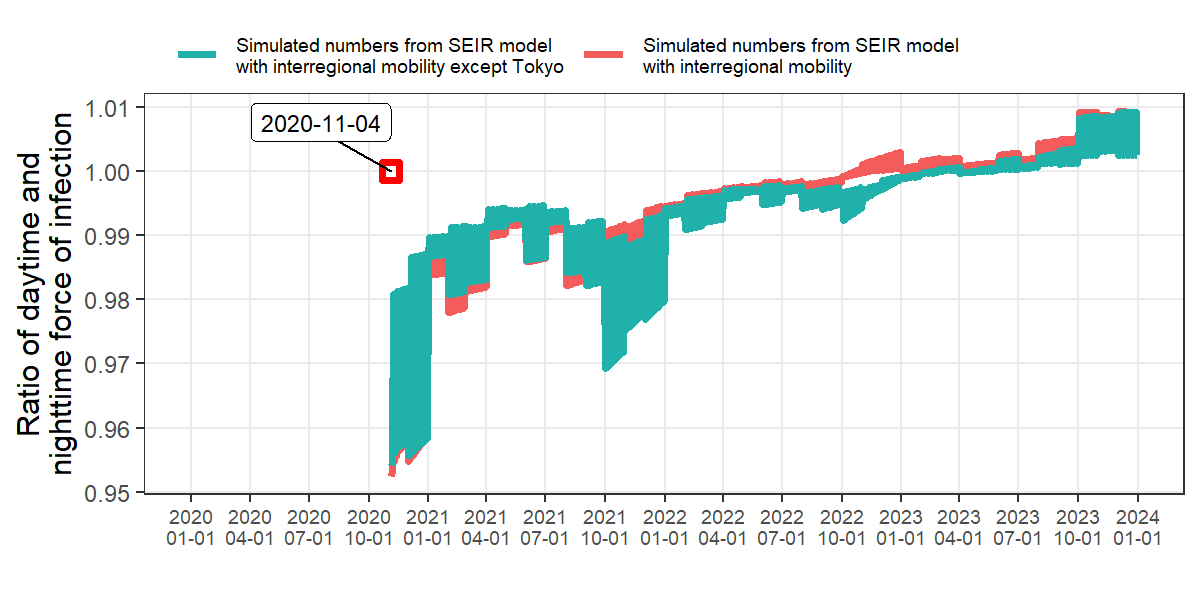 Simulated numbers from SEIR model
with interregional mobility except Tokyo
Simulated numbers from SEIR model
with interregional mobility
Ratio of daytime and
nighttime force of infection
1.01
1.00
0.99
0.98
0.97
0.96
0.95
2020-11-04
2020 2020 2020 2020 2021 2021 2021 2021 2022 2022 2022 2022 2023 2023 2023 2023 2024
01-01 04-01 07-01 10-01 01-01 04-01 07-01 10-01 01-01 04-01 07-01 10-01 01-01 04-01 07-01 10-01 01-01